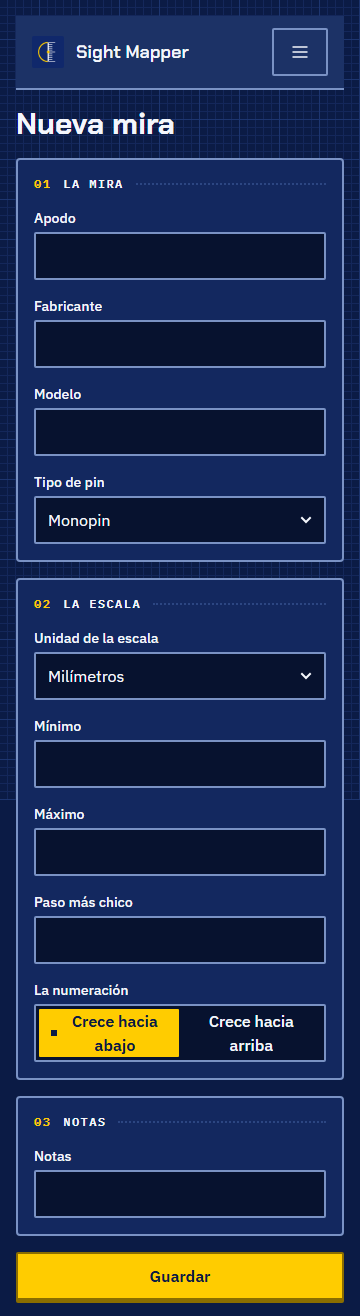 Sight Mapper
Nueva mira
01 LA MIRA
Apodo
Fabricante
Modelo
Tipo de pin
Monopin
02 LA ESCALA
Unidad de la escala
Milímetros
Mínimo
Máximo
Paso más chico
La numeración
Crece hacia
abajo
Crece hacia
arriba
03 NOTAS
Notas
Guardar